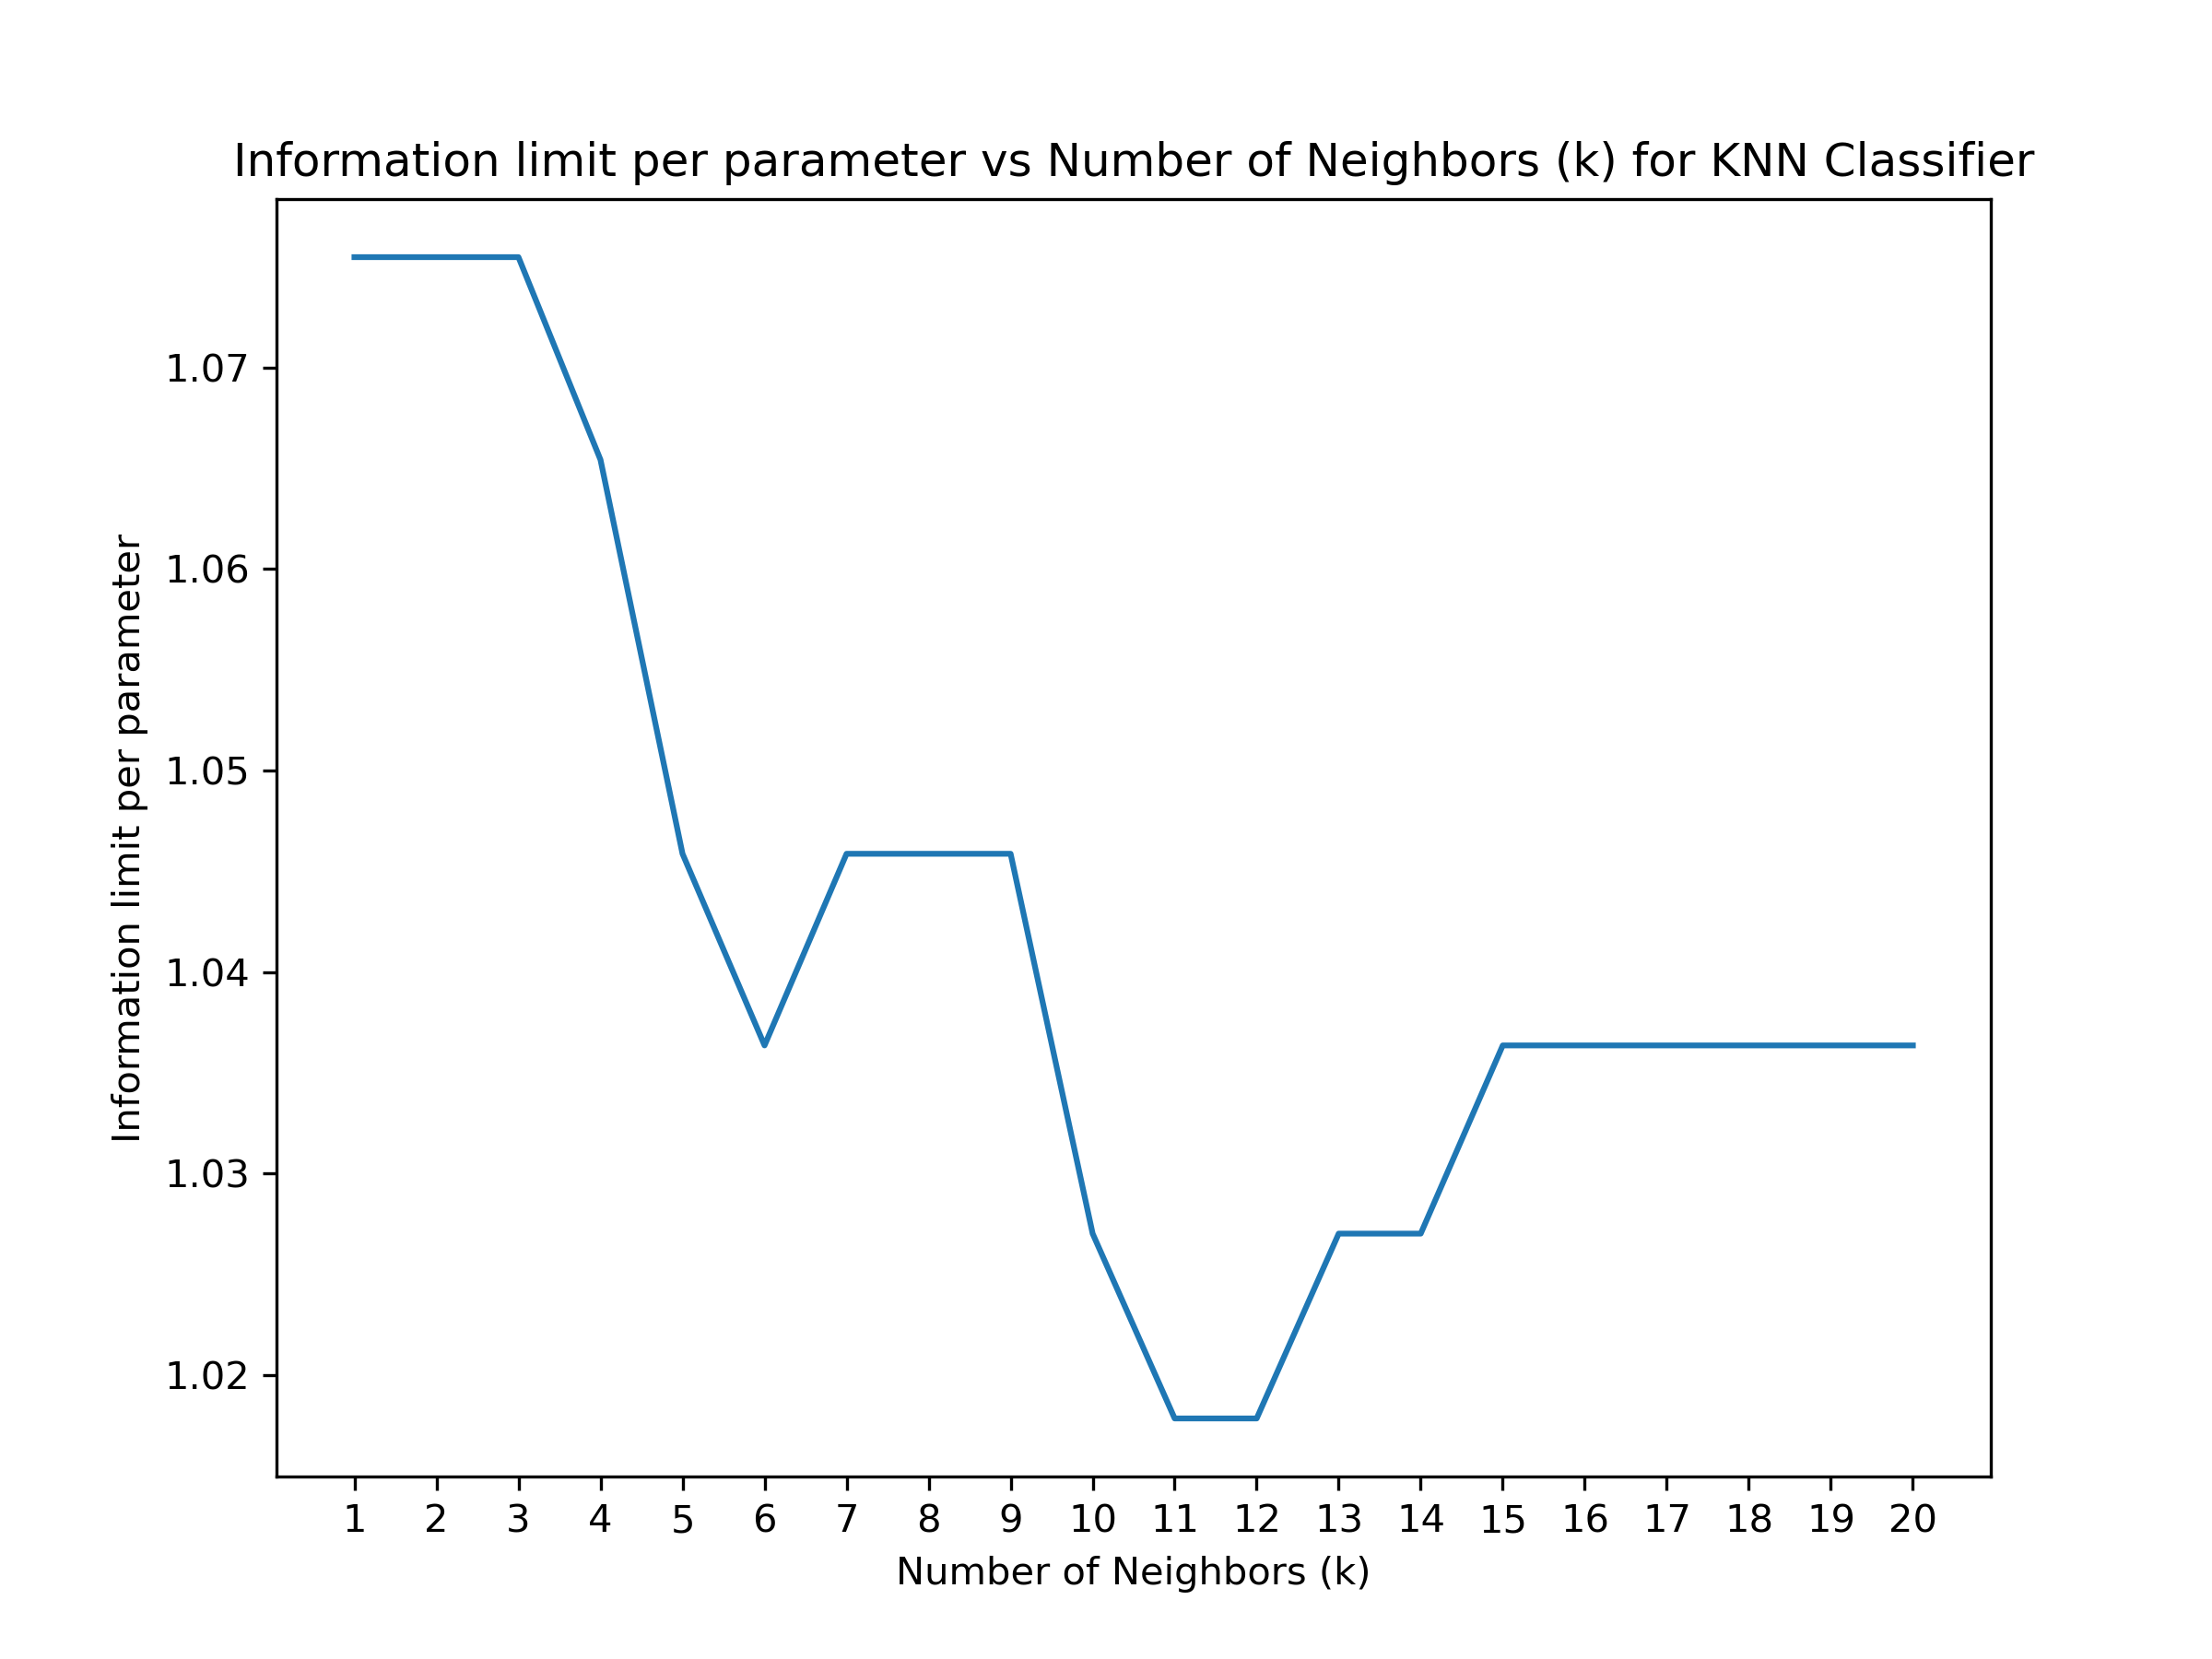 Information limit per parameter vs Number of Neighbors (k) for KNN Classifier
Information limit per parameter
1.07
1.06
1.05
1.04
1.03
1.02
1 2 3 4 5 6 7 8 9 10 11 12 13 14 15 16 17 18 19 20
Number of Neighbors (k)